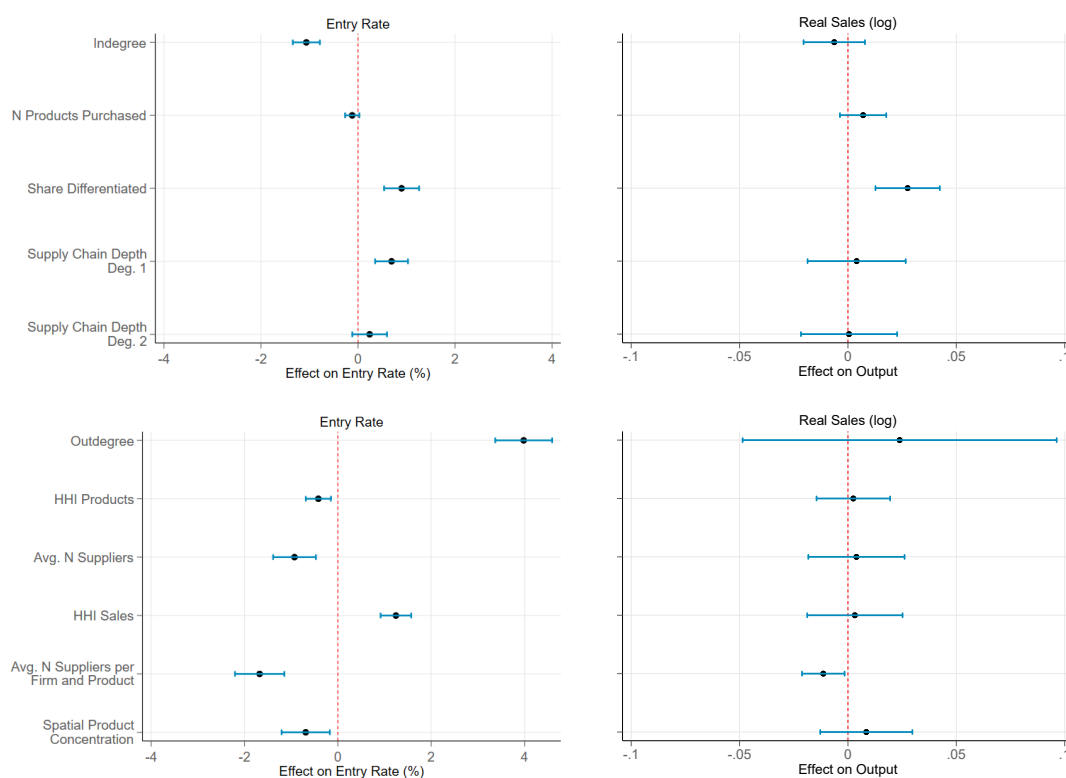 Entry Rate
Indegree
N Products Purchased
Share Differentiated
Supply Chain Depth
Deg. 1
Supply Chain Depth
Deg. 2
-4
-2
0
2
4
Effect on Entry Rate (%)
Real Sales (log)
-.1
-.05
0
.05
.1
Effect on Output
Entry Rate
Outdegree
HHI Products
Avg. N Suppliers
HHI Sales
Avg. N Suppliers per
Firm and Product
Spatial Product
Concentration
-4
-2
0
2
4
Effect on Entry Rate (%)
Real Sales (log)
-.1
-.05
0
.05
.1
Effect on Output